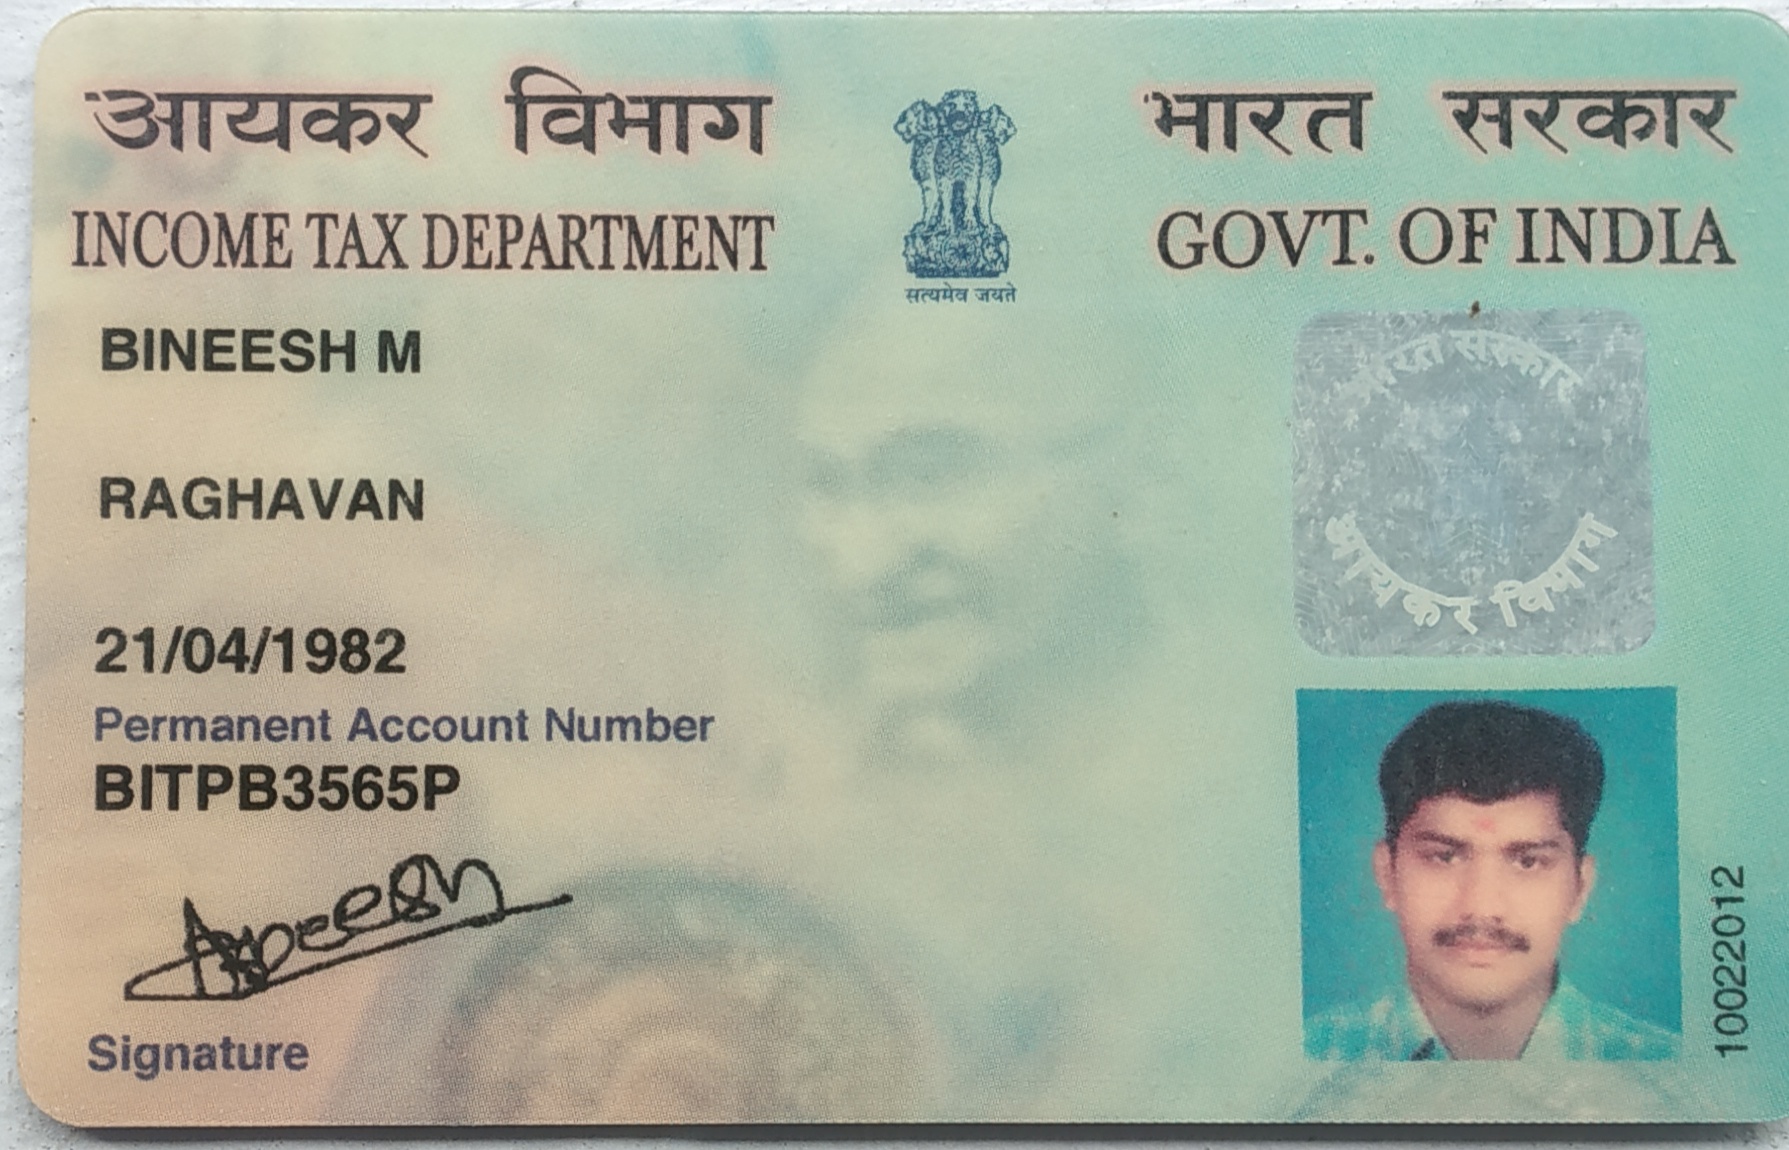 आयकर विभाग
INCOME TAX DEPARTMENT
सत्यमेव जयते
भारत सरकार
GOVT. OF INDIA
BINEESH M
RAGHAVAN
21/04/1982
Permanent Account Number
BITPB3565P
Signature
भारत सरकार
आयकर विभाग
10022012